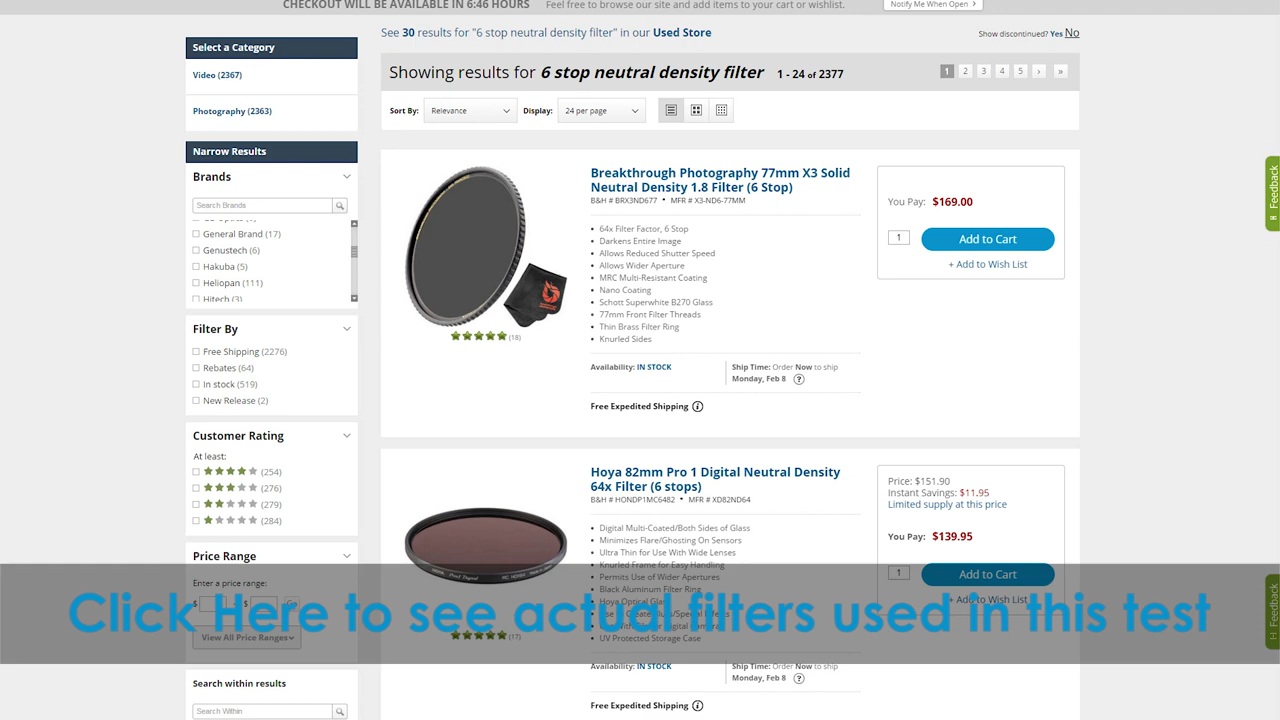 CHECKOUT WILL BE AVAILABLE IN 6:46 HOURS Feel free to browse our site and add items to your cart or wishlist. Notify Me When Open
See 30 results for "6 stop neutral density filter" in our Used Store
Show discontinued? Yes No
Showing results for 6 stop neutral density filter 1 - 24 of 2377
1 2 3 4 5 › »
Sort By: Relevance Display: 24 per page
Select a Category
Video (2367)
Photography (2363)
Narrow Results
Brands
Search Brands
General Brand (17)
Genustech (6)
Hakuba (5)
Heliopan (111)
Hitech (3)
Filter By
Free Shipping (2276)
Rebates (64)
In stock (519)
New Release (2)
Customer Rating
At least:
(254)
(276)
(279)
(284)
Price Range
Enter a price range:
$ $ Go
View All Price Ranges
Search within results
Search Within
Breakthrough Photography 77mm X3 Solid
Neutral Density 1.8 Filter (6 Stop)
B&H # BRX3ND677 • MFR # X3-ND6-77MM
• 64x Filter Factor, 6 Stop
• Darkens Entire Image
• Allows Reduced Shutter Speed
• Allows Wider Aperture
• MRC Multi-Resistant Coating
• Nano Coating
• Schott Superwhite B270 Glass
• 77mm Front Filter Threads
• Thin Brass Filter Ring
• Knurled Sides
(18)
Availability: IN STOCK
Ship Time: Order Now to ship
Monday, Feb 8 ?
Free Expedited Shipping i
You Pay: $169.00
1 Add to Cart
+ Add to Wish List
Hoya 82mm Pro 1 Digital Neutral Density
64x Filter (6 stops)
B&H # HONDP1MC6482 • MFR # XD82ND64
• Digital Multi-Coated/Both Sides of Glass
• Minimizes Flare/Ghosting On Sensors
• Ultra Thin for Use With Wide Lenses
• Knurled Frame for Easy Handling
• Permits Use of Wider Apertures
• Black Aluminum Filter Ring
• Hoya Optical Glass
• UV Protected Storage Case
(17)
Availability: IN STOCK
Ship Time: Order Now to ship
Monday, Feb 8 ?
Free Expedited Shipping i
Price: $151.90
Instant Savings: $11.95
Limited supply at this price
You Pay: $139.95
1 Add to Cart
+ Add to Wish List
Feedback
Feedback
Click Here to see actual filters used in this test